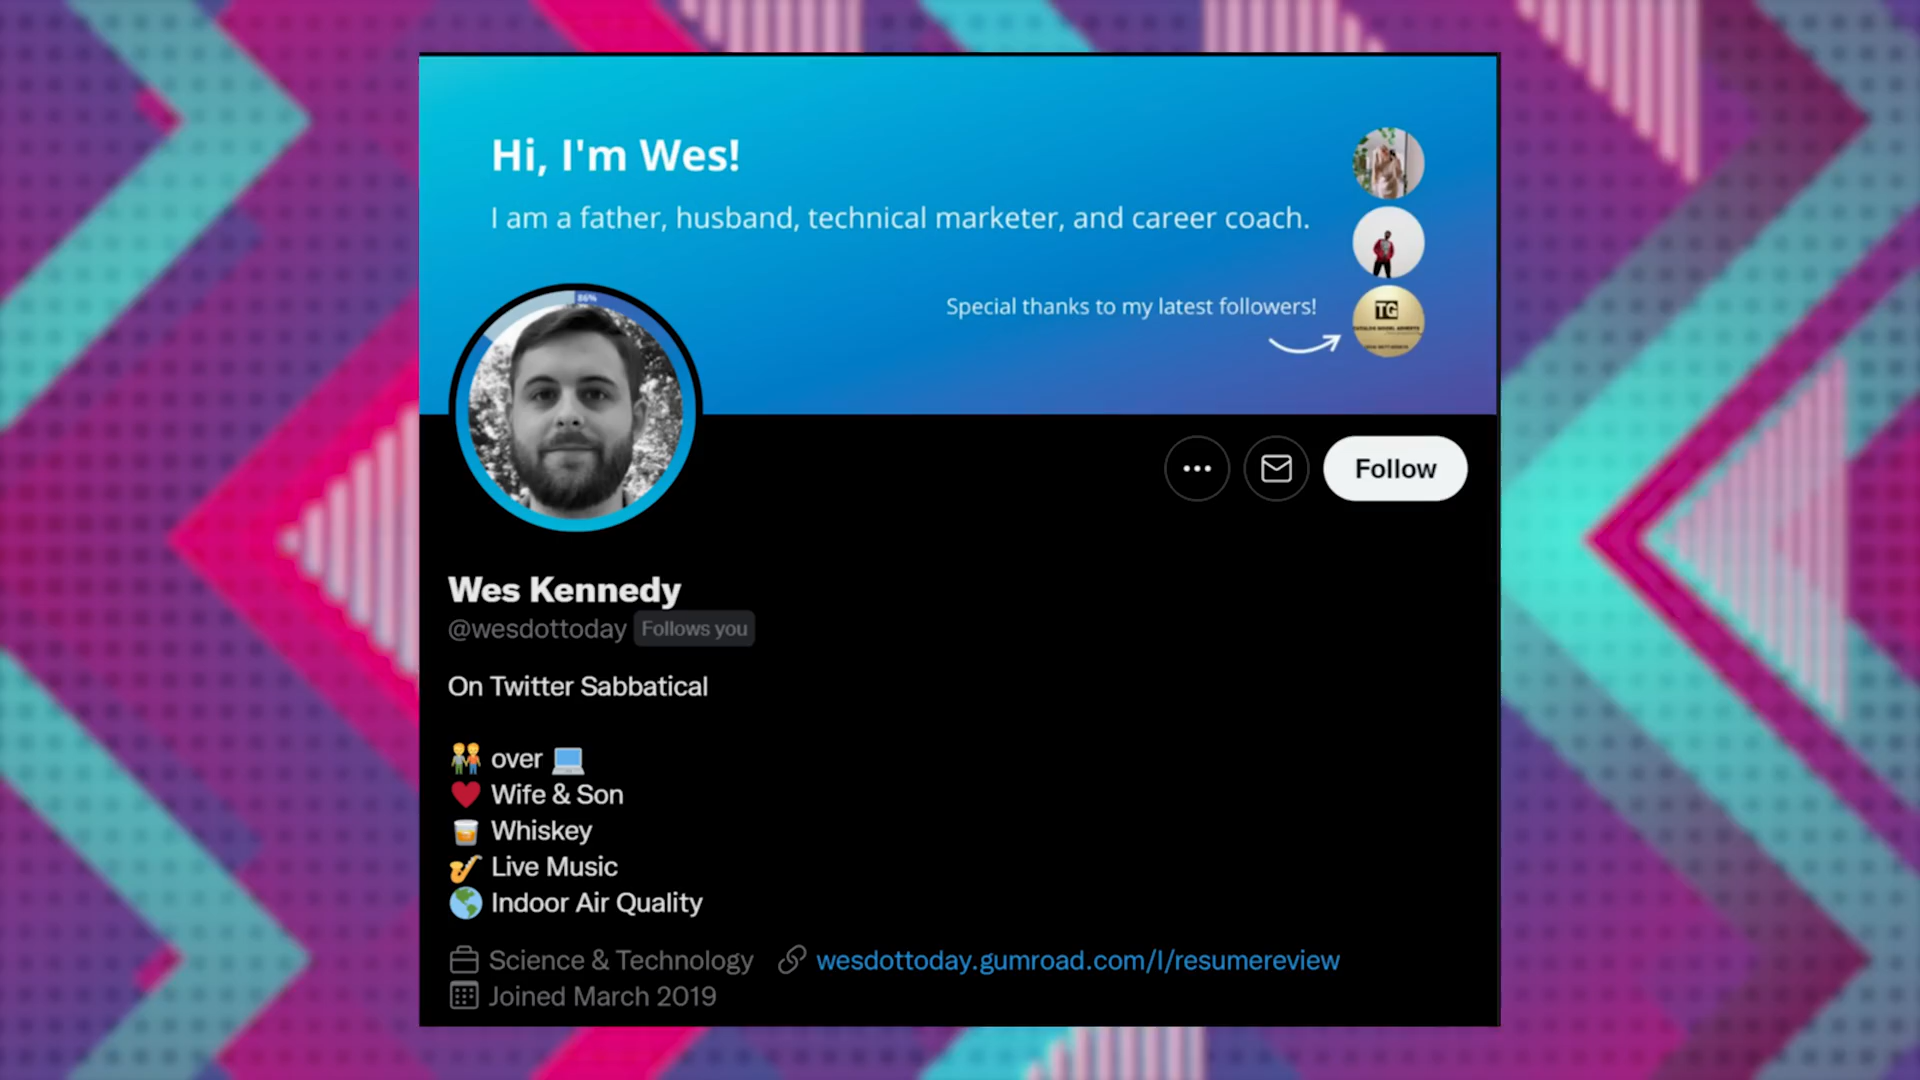 Hi, I'm Wes!
I am a father, husband, technical marketer, and career coach.
Special thanks to my latest followers!
TG
86%
Follow
Wes Kennedy
@wesdottoday Follows you
On Twitter Sabbatical
over
Wife & Son
Whiskey
Live Music
Indoor Air Quality
Science & Technology wesdottoday.gumroad.com/l/resumereview
Joined March 2019